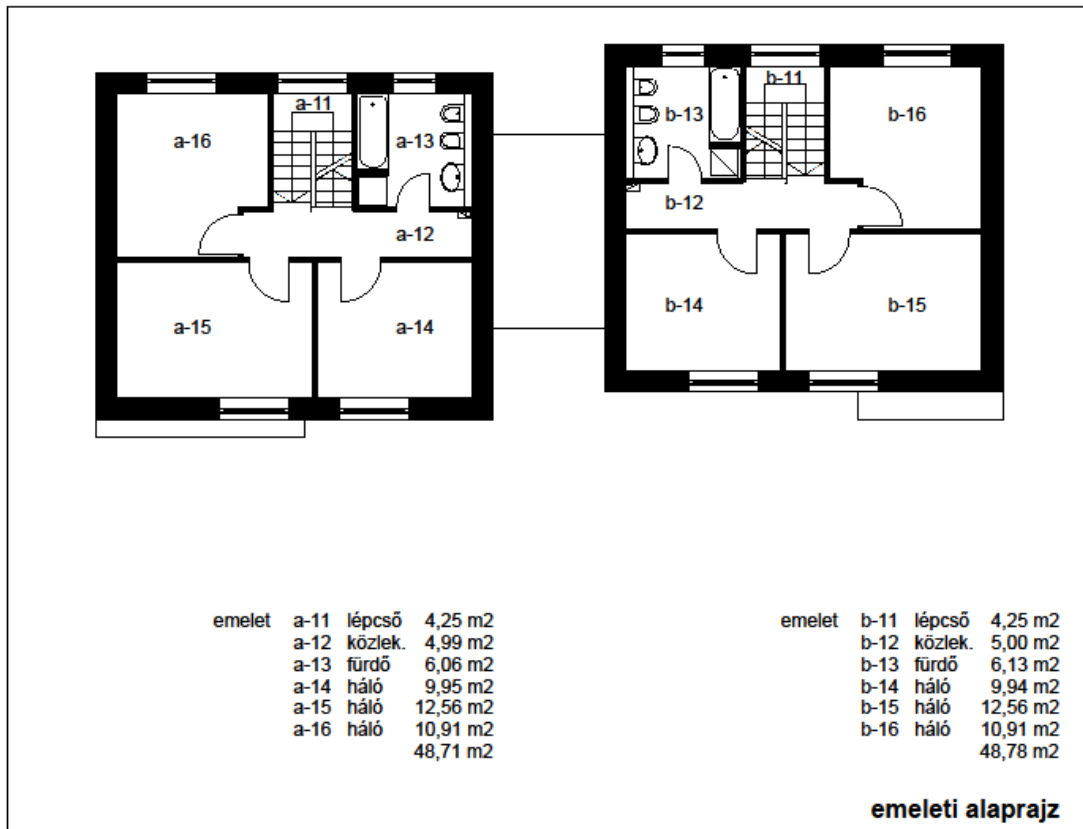 a-11
a-16
a-13
a-12
a-15
a-14
b-11
b-13
b-16
b-12
b-14
b-15
emelet a-11 lépcső 4,25 m2
a-12 közlek. 4,99 m2
a-13 fürdő 6,06 m2
a-14 háló 9,95 m2
a-15 háló 12,56 m2
a-16 háló 10,91 m2
48,71 m2
emelet b-11 lépcső 4,25 m2
b-12 közlek. 5,00 m2
b-13 fürdő 6,13 m2
b-14 háló 9,94 m2
b-15 háló 12,56 m2
b-16 háló 10,91 m2
48,78 m2
emeleti alaprajz